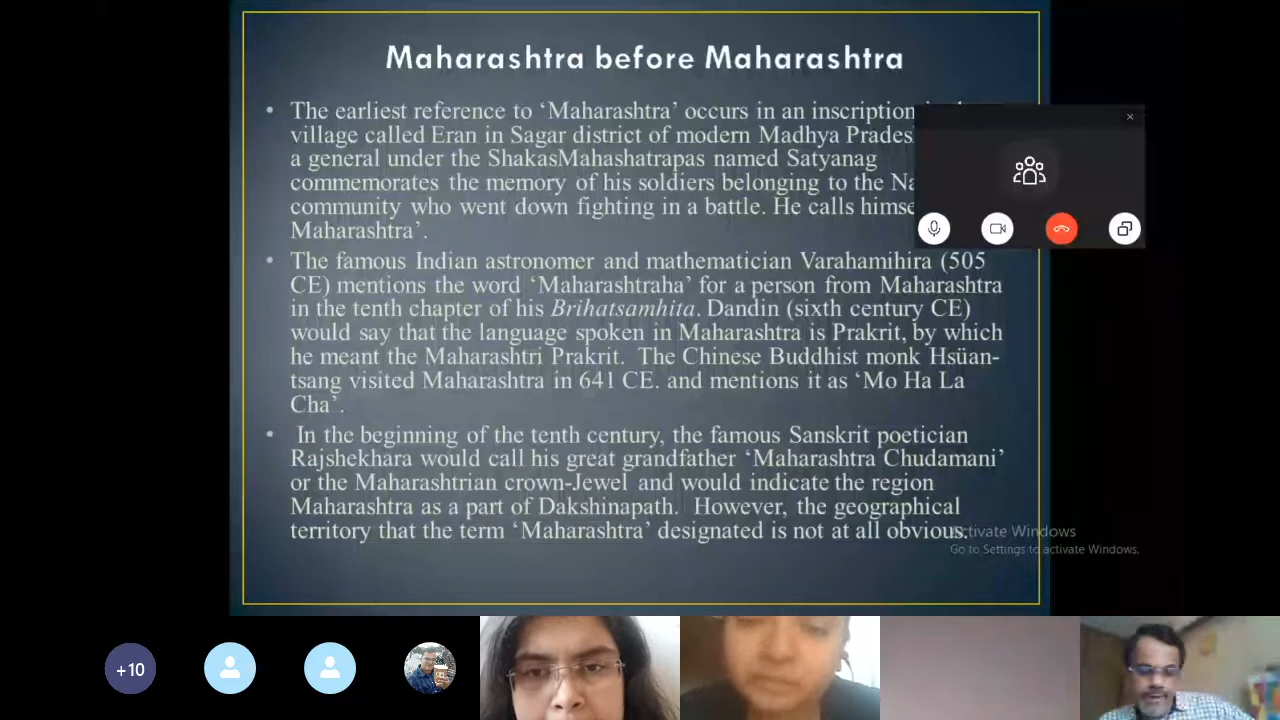 Maharashtra before Maharashtra
• The earliest reference to ‘Maharashtra’ occurs in an inscription
village called Eran in Sagar district of modern Madhya
a general under the ShakasMahashatrapas named Satyanag
commemorates the memory of his soldiers belonging to the
community who went down fighting in a battle. He calls
Maharashtra’.
• The famous Indian astronomer and mathematician Varahamihira (505
CE) mentions the word ‘Maharashtraha’ for a person from Maharashtra
in the tenth chapter of his Brihatsamhita. Dandin (sixth century CE)
would say that the language spoken in Maharashtra is Prakrit, by which
he meant the Maharashtri Prakrit. The Chinese Buddhist monk Hsüan-
tsang visited Maharashtra in 641 CE. and mentions it as ‘Mo Ha La
Cha’.
• In the beginning of the tenth century, the famous Sanskrit poetician
Rajshekhara would call his great grandfather ‘Maharashtra Chudamani’
or the Maharashtrian crown-Jewel and would indicate the region
Maharashtra as a part of Dakshinapath. However, the geographical
territory that the term ‘Maharashtra’ designated is not at all obvious.
Activate Windows
Go to Settings to activate Windows.
+10